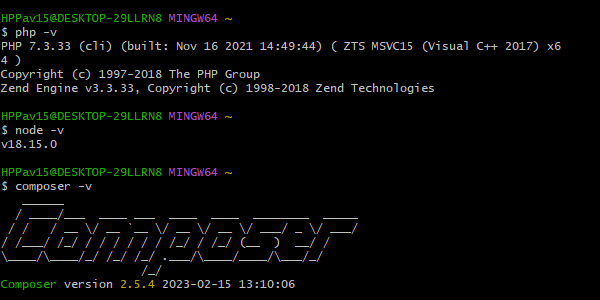 HPPav15@DESKTOP-29LLRN8 MINGW64 ~
$ php -v
PHP 7.3.33 (cli) (built: Nov 16 2021 14:49:44) ( ZTS MSVC15 (Visual C++ 2017) x6
4 )
Copyright (c) 1997-2018 The PHP Group
Zend Engine v3.3.33, Copyright (c) 1998-2018 Zend Technologies
HPPav15@DESKTOP-29LLRN8 MINGW64 ~
$ node -v
v18.15.0
HPPav15@DESKTOP-29LLRN8 MINGW64 ~
$ composer -v
Composer
Composer version 2.5.4 2023-02-15 13:10:06